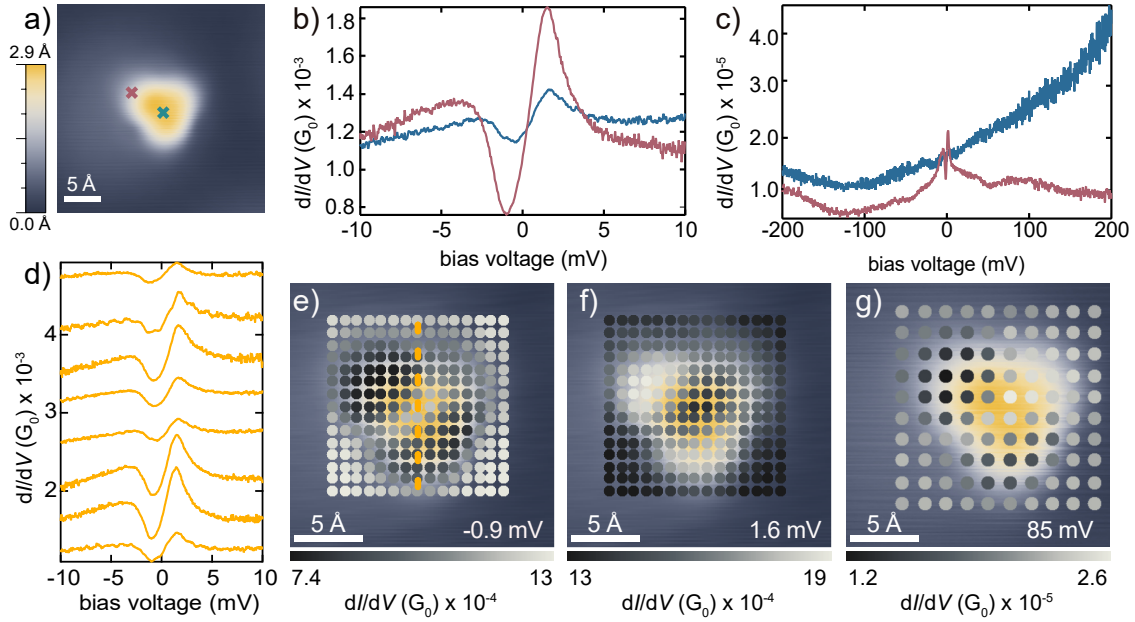 a)
2.9 Å
0.0 Å
5 Å
b)
1.8
1.6
1.4
1.2
1.0
0.8
dI/dV (G₀) x 10⁻³
-10
-5
0
5
10
bias voltage (mV)
c)
4.0
3.0
2.0
1.0
dI/dV (G₀) x 10⁻⁵
-200
-100
0
100
200
bias voltage (mV)
d)
4
3
2
dI/dV (G₀) x 10⁻³
-10
-5
0
5
10
bias voltage (mV)
e)
5 Å
-0.9 mV
7.4
13
dI/dV (G₀) x 10⁻⁴
f)
5 Å
1.6 mV
13
19
dI/dV (G₀) x 10⁻⁴
g)
5 Å
85 mV
1.2
2.6
dI/dV (G₀) x 10⁻⁵